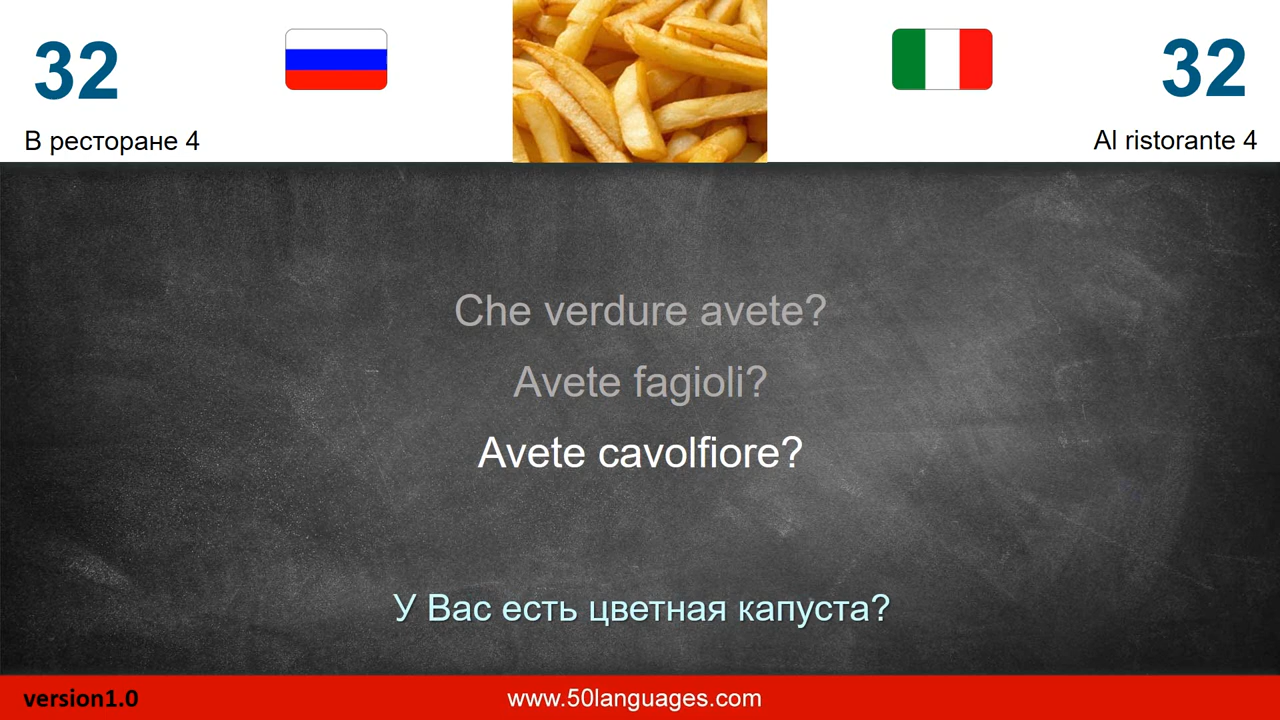 32
32
В ресторане 4
Al ristorante 4
Che verdure avete?
Avete fagioli?
Avete cavolfiore?
У Вас есть цветная капуста?
version1.0
www.50languages.com